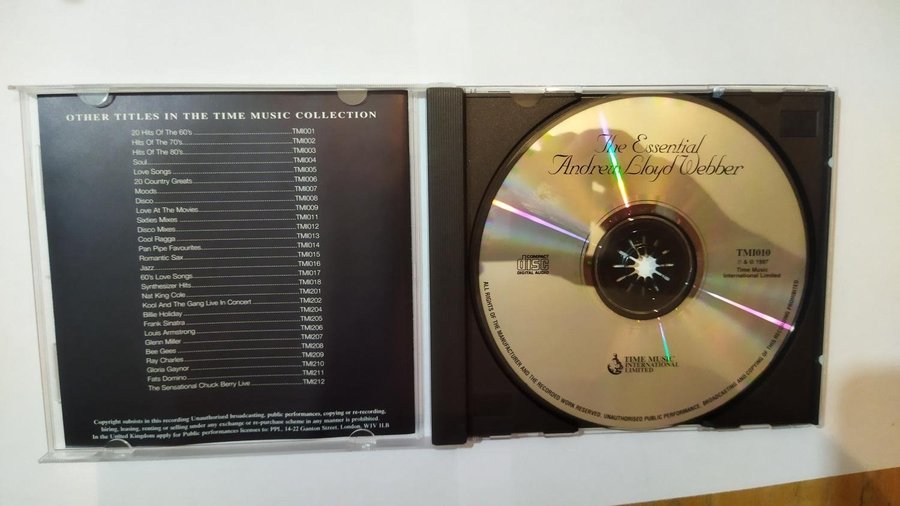 OTHER TITLES IN THE TIME MUSIC COLLECTION
20 Hits Of The 60's TMI001
Hits Of The 70's TMI002
Hits Of The 80's TMI003
Soul TMI004
Love Songs TMI005
20 Country Greats TMI006
Moods TMI007
Disco TMI008
Love At The Movies TMI009
Sixties Mixes TMI011
Disco Mixes TMI012
Cool Ragga TMI013
Pan Pipe Favourites TMI014
Romantic Sax TMI015
Jazz TMI016
60's Love Songs TMI017
Synthesizer Hits TMI018
Nat King Cole TMI201
Kool And The Gang Live In Concert TMI202
Billie Holiday TMI204
Frank Sinatra TMI205
Louis Armstrong TMI206
Glenn Miller TMI207
Bee Gees TMI208
Ray Charles TMI209
Gloria Gaynor TMI210
Fats Domino TMI211
The Sensational Chuck Berry Live TMI212
Copyright subsists in this recording Unauthorised broadcasting, public performances, copying or re-recording,
hiring, leasing, renting or selling under any exchange or re-purchase scheme in any manner is prohibited.
In the United Kingdom apply for Public performances licenses to: PPL. 14-22 Ganton Street, London, W1V 1LB
The Essential
Andrew Lloyd Webber
COMPACT
disc
DIGITAL AUDIO
TMI010
℗ & © 1997
Time Music
International Limited
TIME MUSIC
INTERNATIONAL
LIMITED
ALL RIGHTS OF THE MANUFACTURER AND THE RECORDED WORK RESERVED. UNAUTHORISED PUBLIC PERFORMANCE, BROADCASTING AND COPYING OF THIS RECORDING PROHIBITED